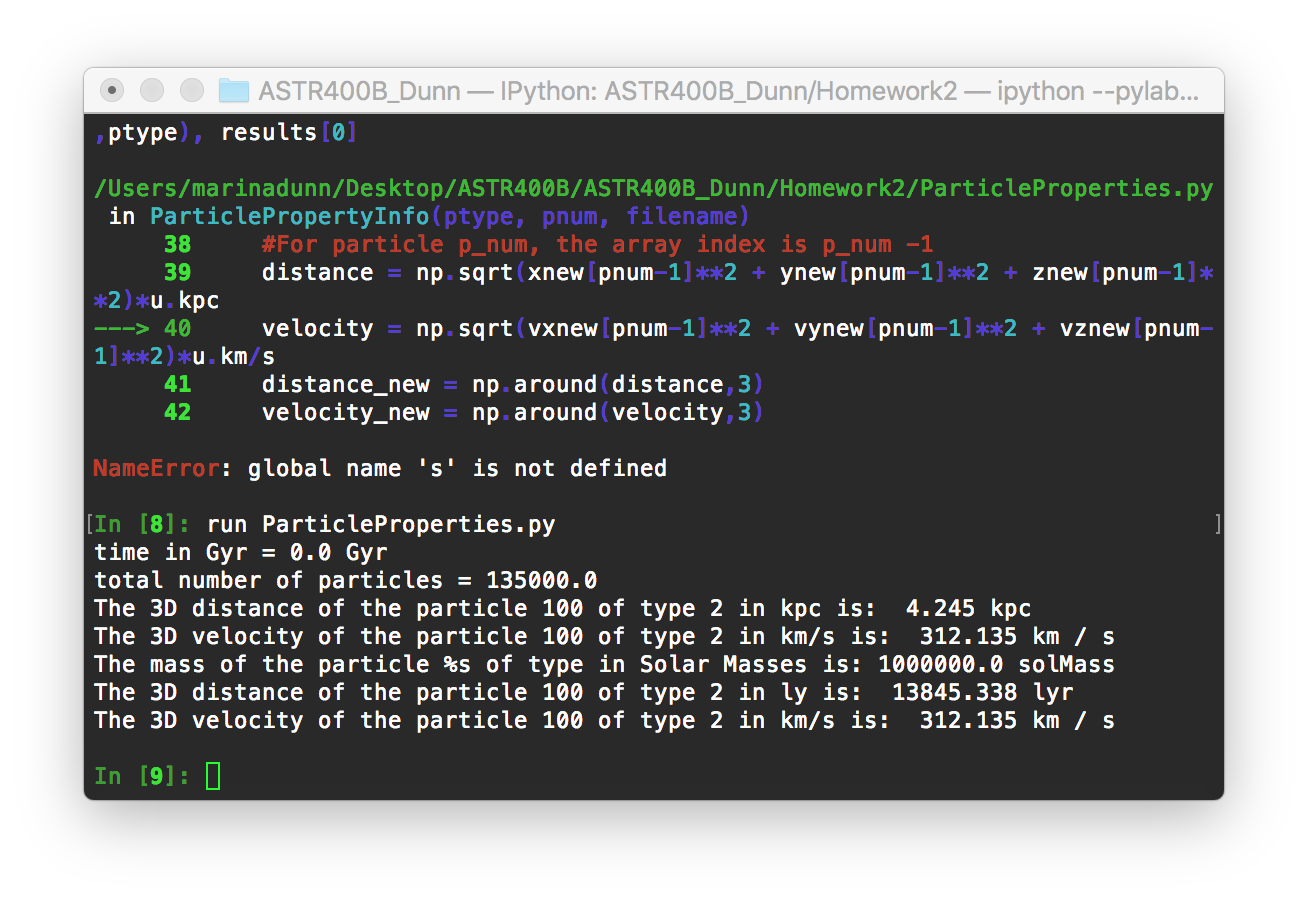 ASTR400B_Dunn — IPython: ASTR400B_Dunn/Homework2 — ipython --pylab...
,ptype), results[0]
/Users/marinadunn/Desktop/ASTR400B/ASTR400B_Dunn/Homework2/ParticleProperties.py
in ParticlePropertyInfo(ptype, pnum, filename)
38 #For particle p_num, the array index is p_num -1
39 distance = np.sqrt(xnew[pnum-1]**2 + ynew[pnum-1]**2 + znew[pnum-1]*
*2)*u.kpc
---> 40 velocity = np.sqrt(vxnew[pnum-1]**2 + vynew[pnum-1]**2 + vznew[pnum-
1]**2)*u.km/s
41 distance_new = np.around(distance,3)
42 velocity_new = np.around(velocity,3)
NameError: global name 's' is not defined
[In [8]: run ParticleProperties.py ]
time in Gyr = 0.0 Gyr
total number of particles = 135000.0
The 3D distance of the particle 100 of type 2 in kpc is:  4.245 kpc
The 3D velocity of the particle 100 of type 2 in km/s is:  312.135 km / s
The mass of the particle %s of type in Solar Masses is: 1000000.0 solMass
The 3D distance of the particle 100 of type 2 in ly is:  13845.338 lyr
The 3D velocity of the particle 100 of type 2 in km/s is:  312.135 km / s
In [9]: